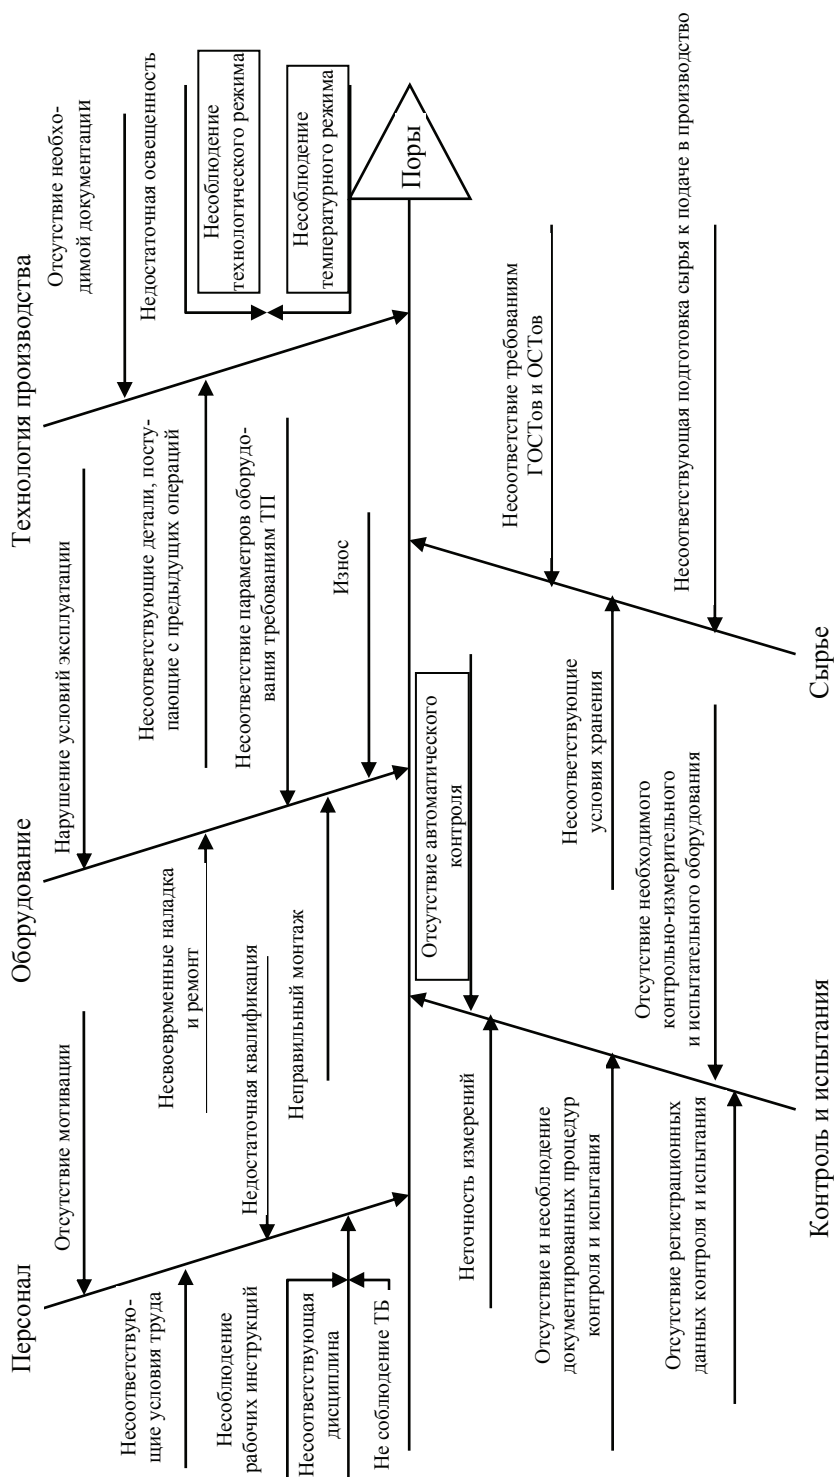 Персонал
Оборудование
Технология производства
Отсутствие мотивации
Несоответствую-
щие условия труда
Несоблюдение
рабочих инструкций
Недостаточная квалификация
Несоответствующая
дисциплина
Не соблюдение ТБ
Нарушение условий эксплуатации
Несвоевременные наладка
и ремонт
Несоответствие параметров оборудо-
вания требованиям ТП
Неправильный монтаж
Износ
Отсутствие необхо-
димой документации
Недостаточная освещенность
Несоответствующие детали, посту-
пающие с предыдущих операций
Несоблюдение
технологического режима
Несоблюдение
температурного режима
Поры
Отсутствие автоматического
контроля
Неточность измерений
Отсутствие и несоблюдение
документированных процедур
контроля и испытания
Отсутствие необходимого
контрольно-измерительного
и испытательного оборудования
Отсутствие регистрационных
данных контроля и испытания
Несоответствие требованиям
ГОСТов и ОСТов
Несоответствующие
условия хранения
Несоответствующая подготовка сырья к подаче в производство
Контроль и испытания
Сырье